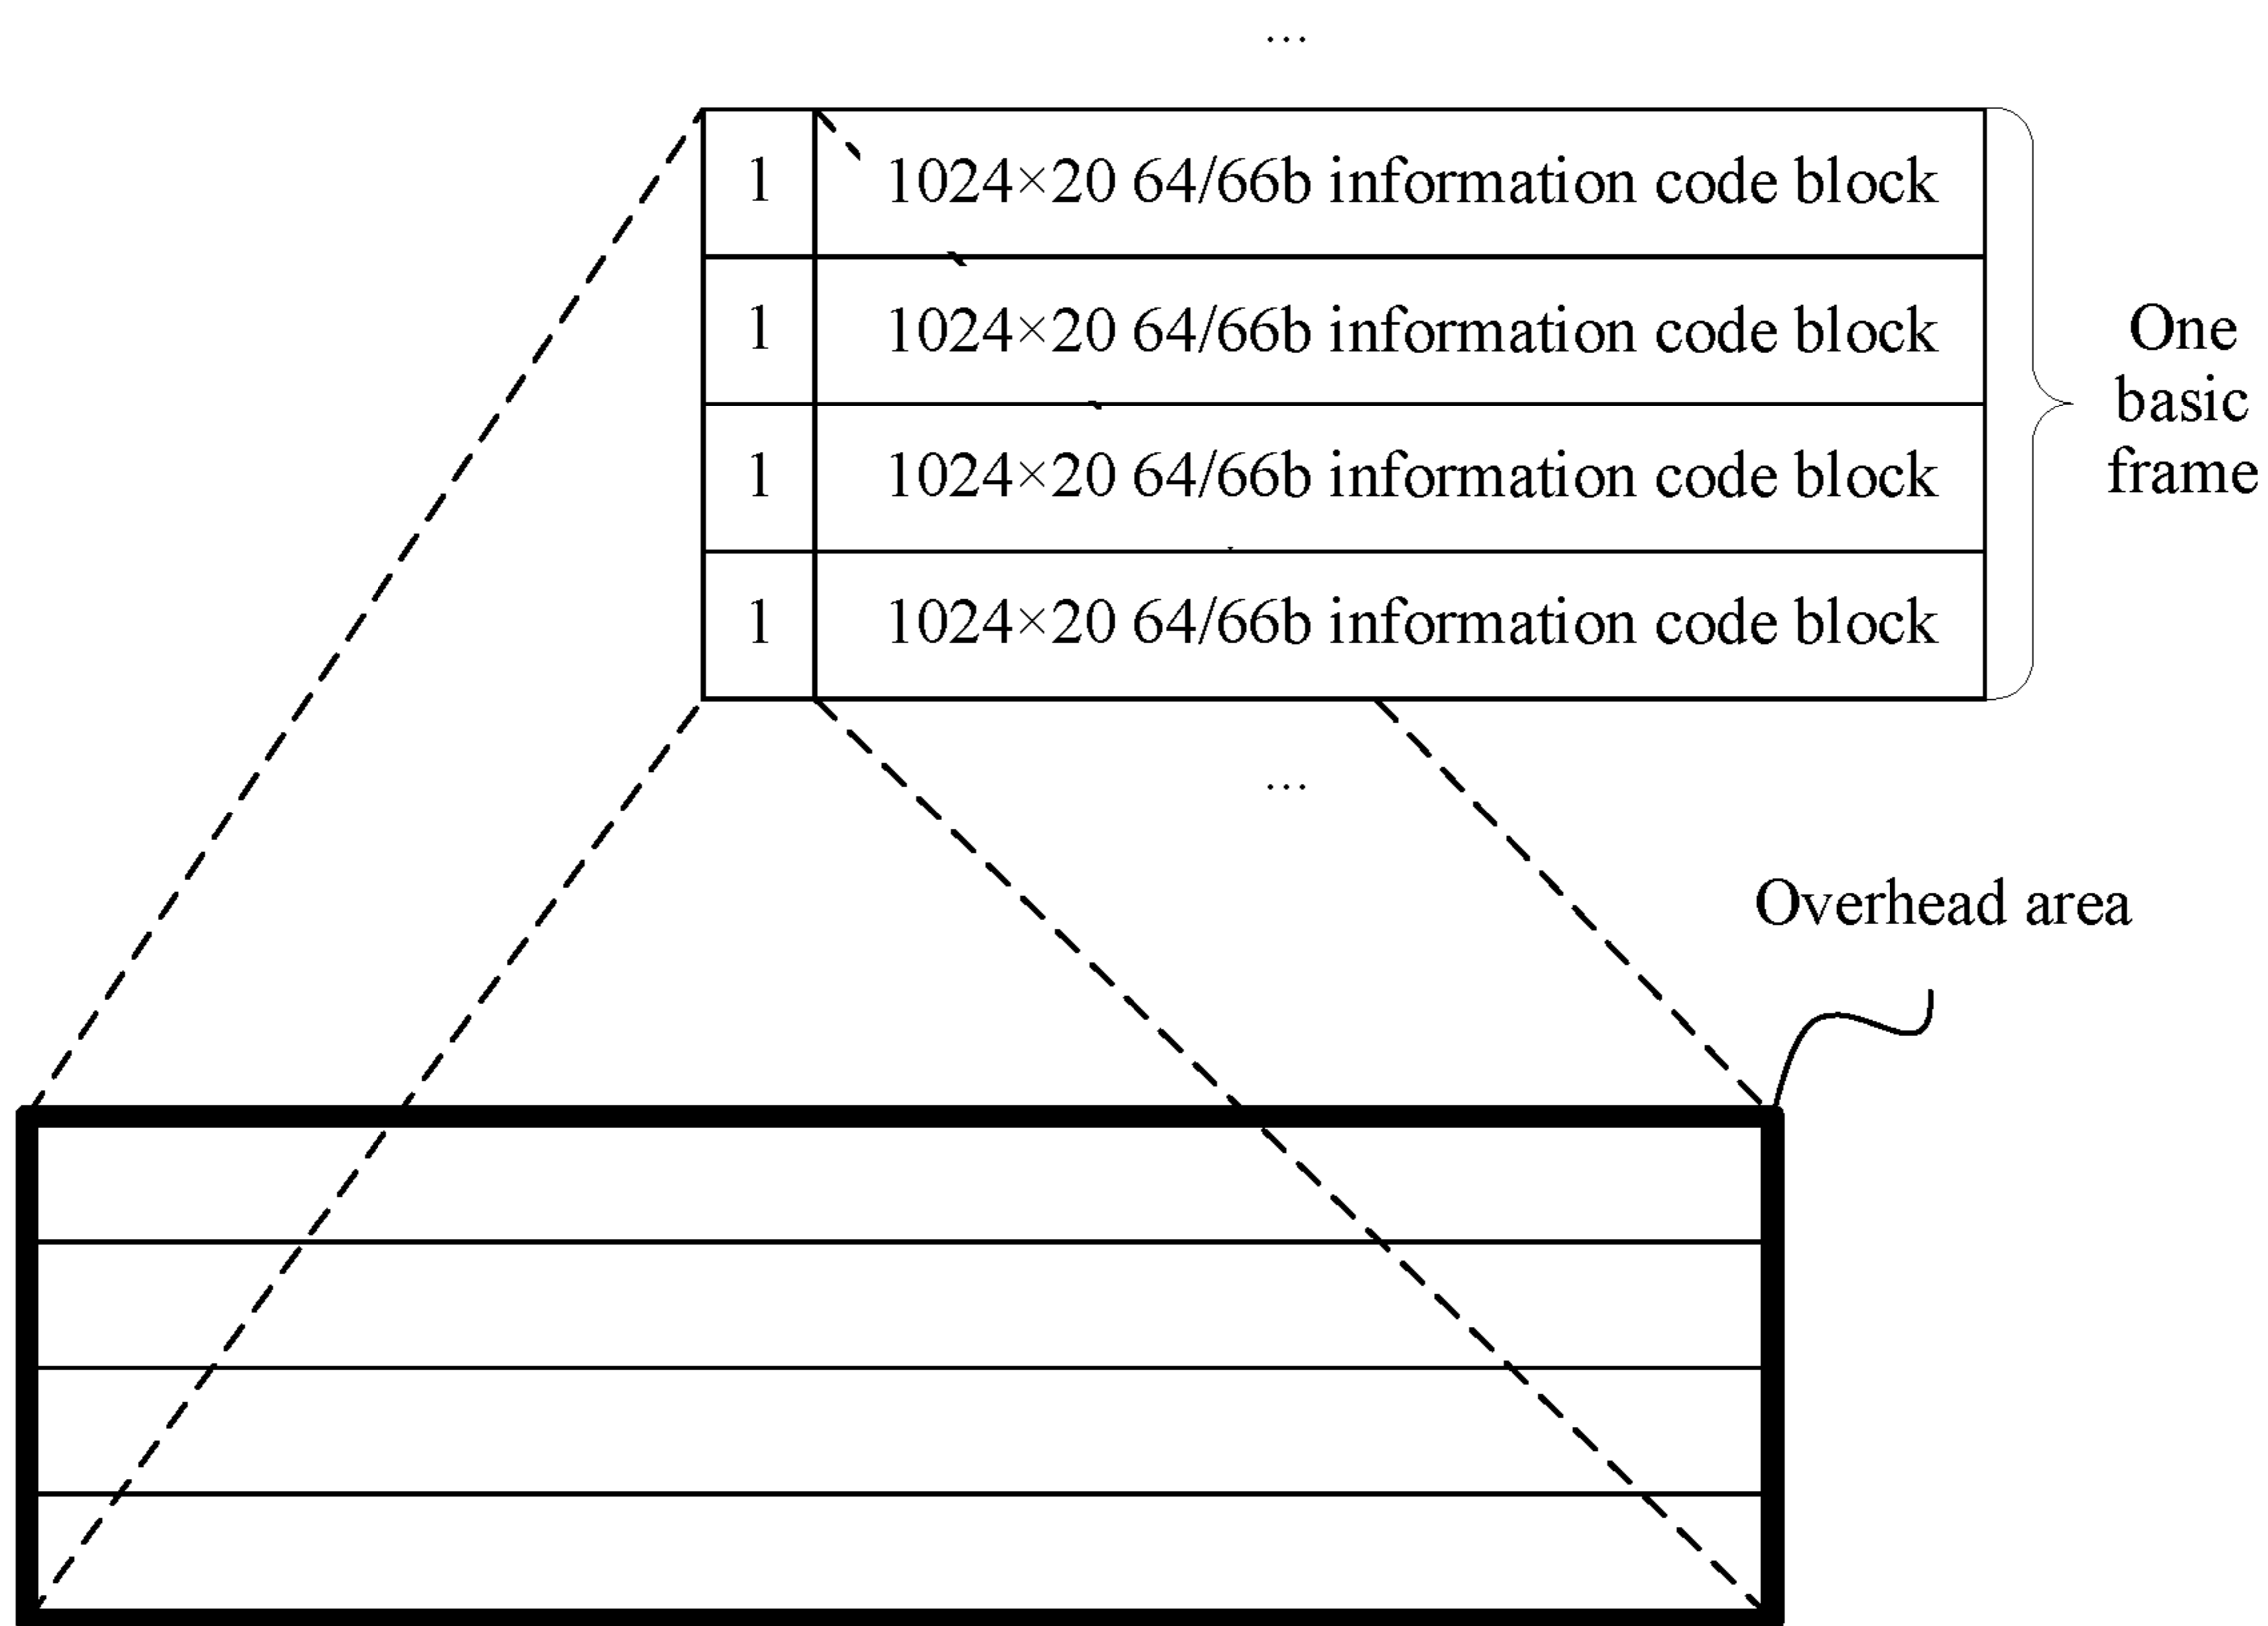 ...
1 1024×20 64/66b information code block
1 1024×20 64/66b information code block
1 1024×20 64/66b information code block
1 1024×20 64/66b information code block
One
basic
frame
...
Overhead area